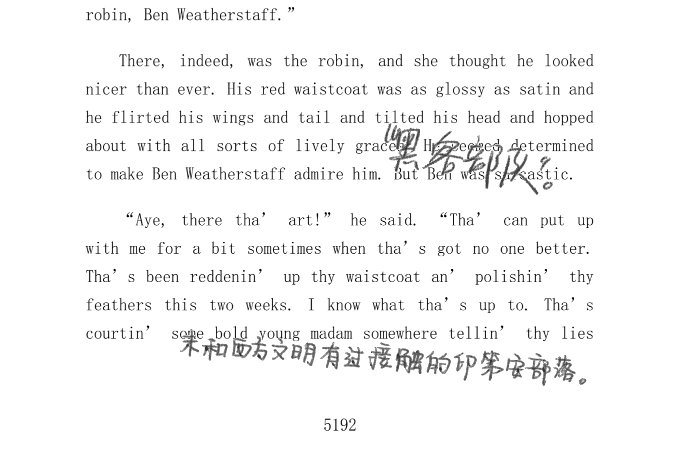 robin, Ben Weatherstaff.”
There, indeed, was the robin, and she thought he looked
nicer than ever. His red waistcoat was as glossy as satin and
he flirted his wings and tail and tilted his head and hopped
about with all sorts of lively graces. He seemed determined
“黑客部队”。
to make Ben Weatherstaff admire him. But Ben was sarcastic.
“Aye, there tha’ art!” he said. “Tha’ can put up
with me for a bit sometimes when tha’s got no one better.
Tha’s been reddenin’ up thy waistcoat an’ polishin’ thy
feathers this two weeks. I know what tha’s up to. Tha’s
courtin’ some bold young madam somewhere tellin’ thy lies
未和西方文明有过接触的印第安部落。
5192